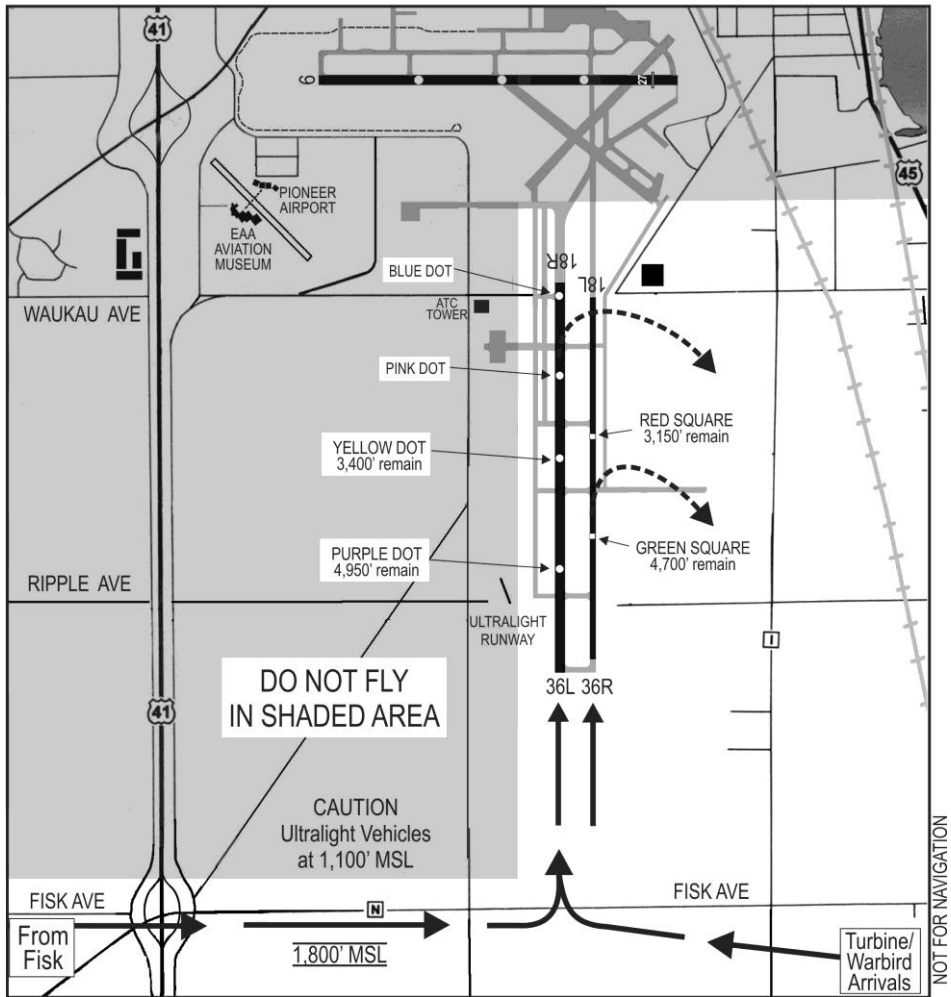 41
9
27
45
PIONEER
AIRPORT
EAA
AVIATION
MUSEUM
18R
18L
BLUE DOT
WAUKAU AVE
ATC
TOWER
PINK DOT
RED SQUARE
3,150' remain
YELLOW DOT
3,400' remain
GREEN SQUARE
4,700' remain
PURPLE DOT
4,950' remain
RIPPLE AVE
ULTRALIGHT
RUNWAY
I
DO NOT FLY
IN SHADED AREA
36L 36R
41
CAUTION
Ultralight Vehicles
at 1,100' MSL
FISK AVE
N
FISK AVE
From
Fisk
1,800' MSL
Turbine/
Warbird
Arrivals
NOT FOR NAVIGATION